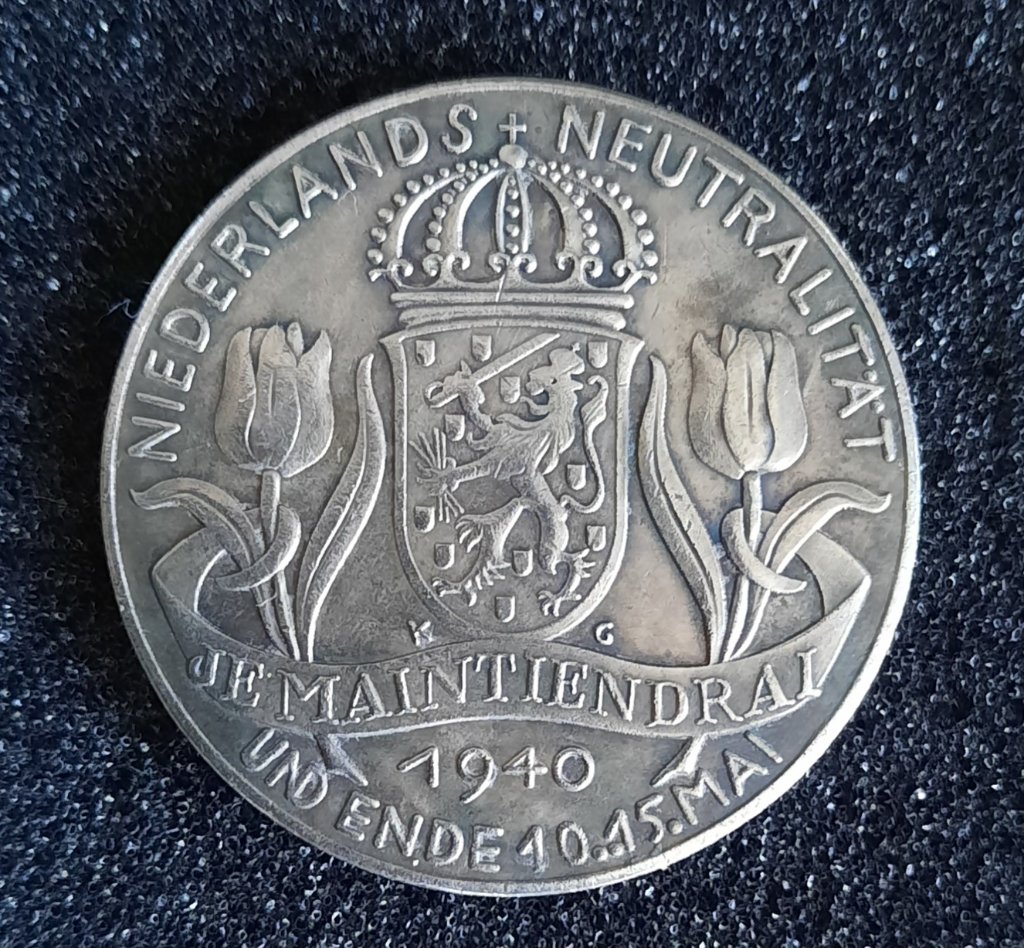 NIEDERLANDS NEUTRALITÄT
K G
JE MAINTIENDRAI
1940
UND ENDE 10.-15. MAI